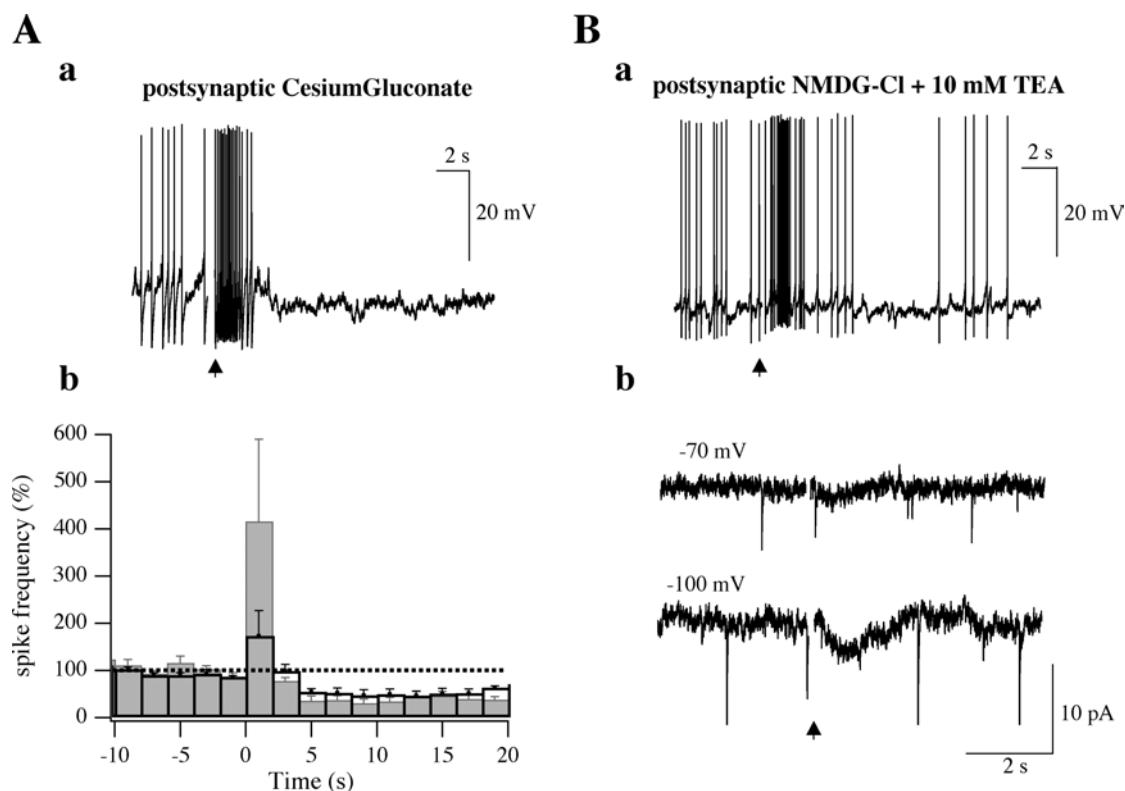 A
a
postsynaptic CesiumGluconate
2 s
20 mV
b
600
500
400
300
200
100
0
spike frequency (%)
-10
-5
0
5
10
15
20
Time (s)
B
a
postsynaptic NMDG-Cl + 10 mM TEA
2 s
20 mV
b
-70 mV
-100 mV
10 pA
2 s